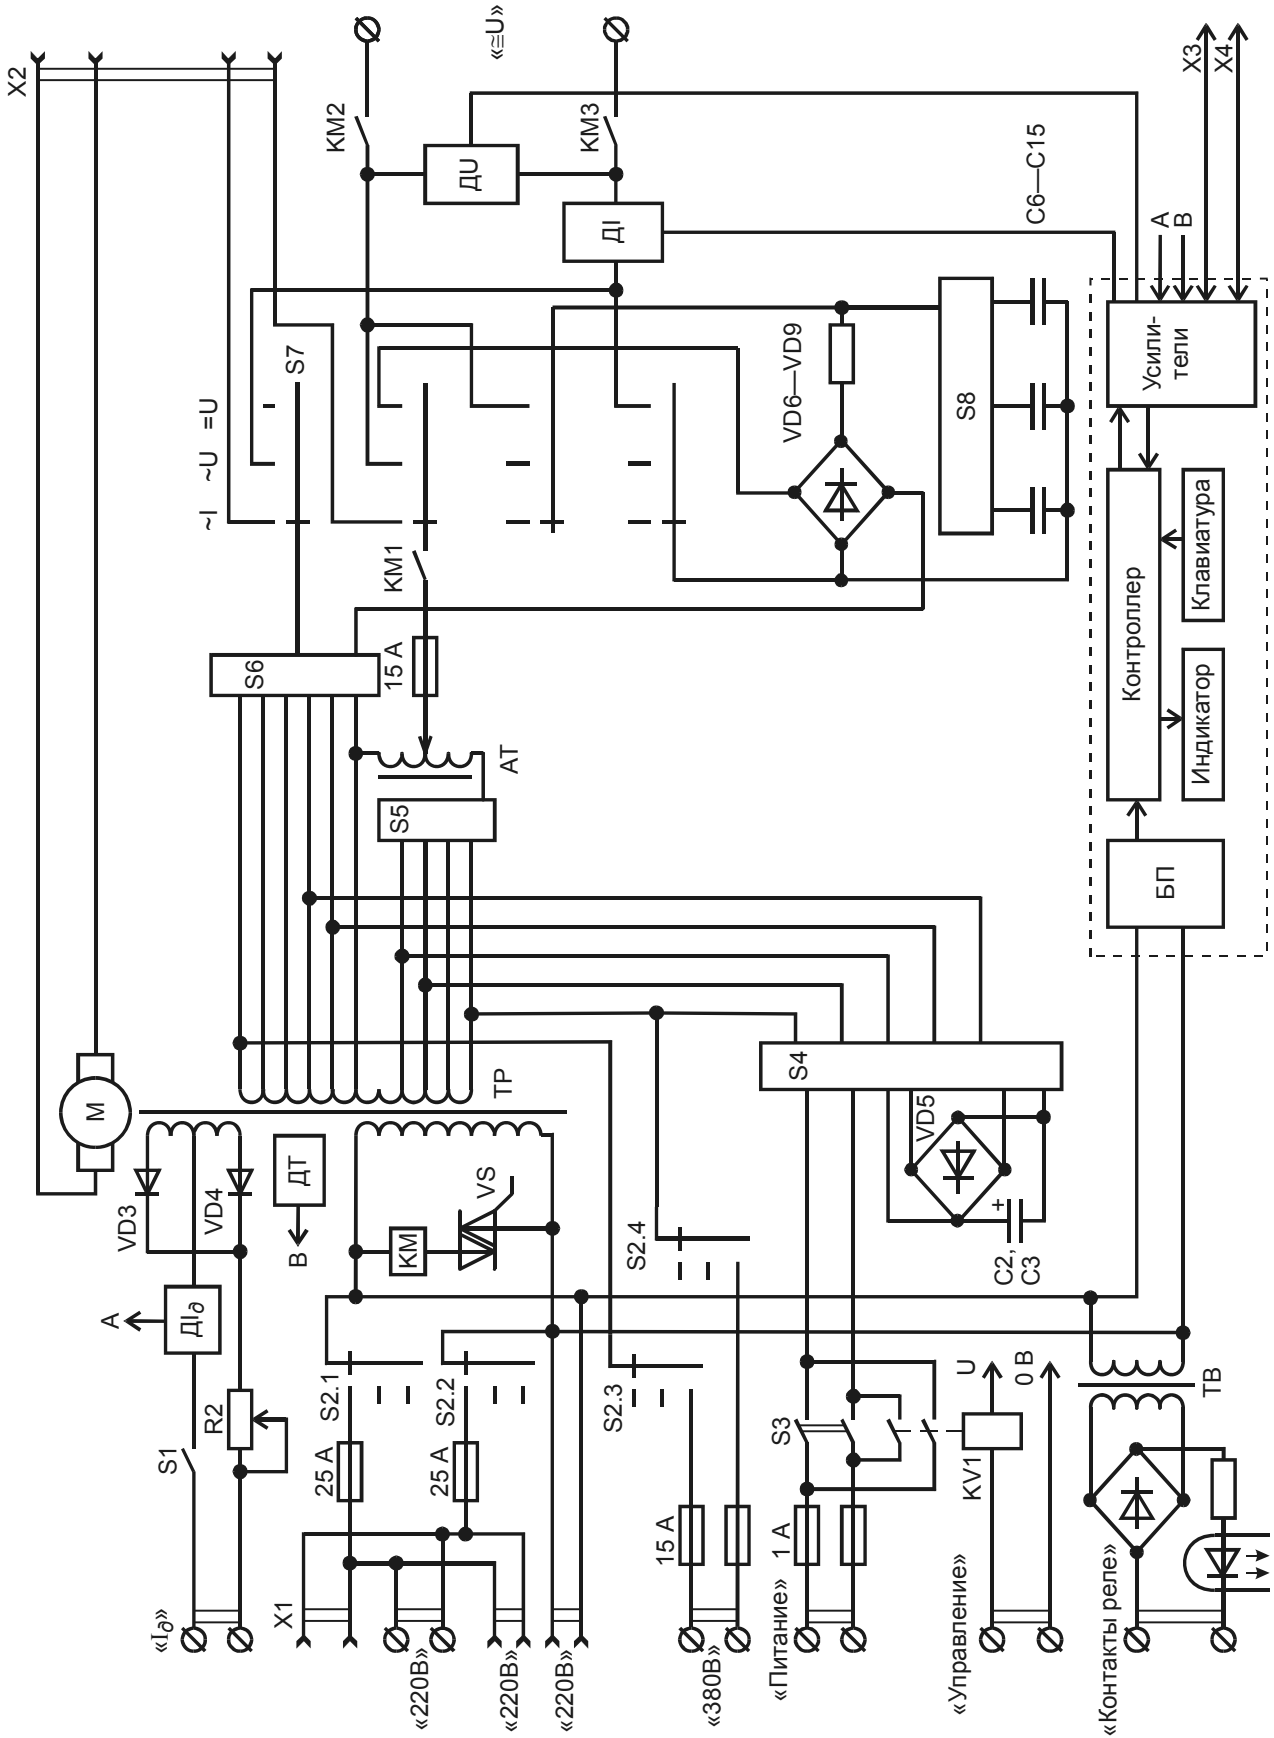 X2
М
A
VD3
«I∂»
S1
ДI∂
R2
VD4
~I
~U
=U
B
ДТ
S6
S7
X1
S2.1
25 А
KM
KM1
15 А
KM2
«220В»
25 А
S2.2
VS
S5
ДU
«≅U»
«220В»
TP
AT
«220В»
S2.3
S2.4
ДI
KM3
15 А
«380В»
«Питание»
1 А
S3
S4
VD6—VD9
VD5
+
C2,
C3
S8
«Управление»
KV1
U
0 В
C6—C15
«Контакты реле»
ТВ
БП
Контроллер
Усили-
тели
А
В
X3
X4
Индикатор
Клавиатура